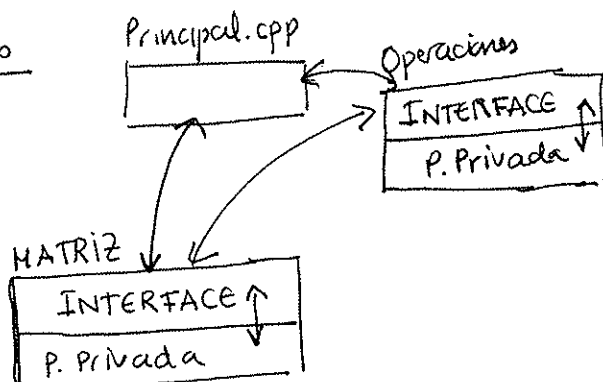 o
Principal.cpp
Operaciones
INTERFACE
P. Privada
MATRIZ
INTERFACE
P. Privada